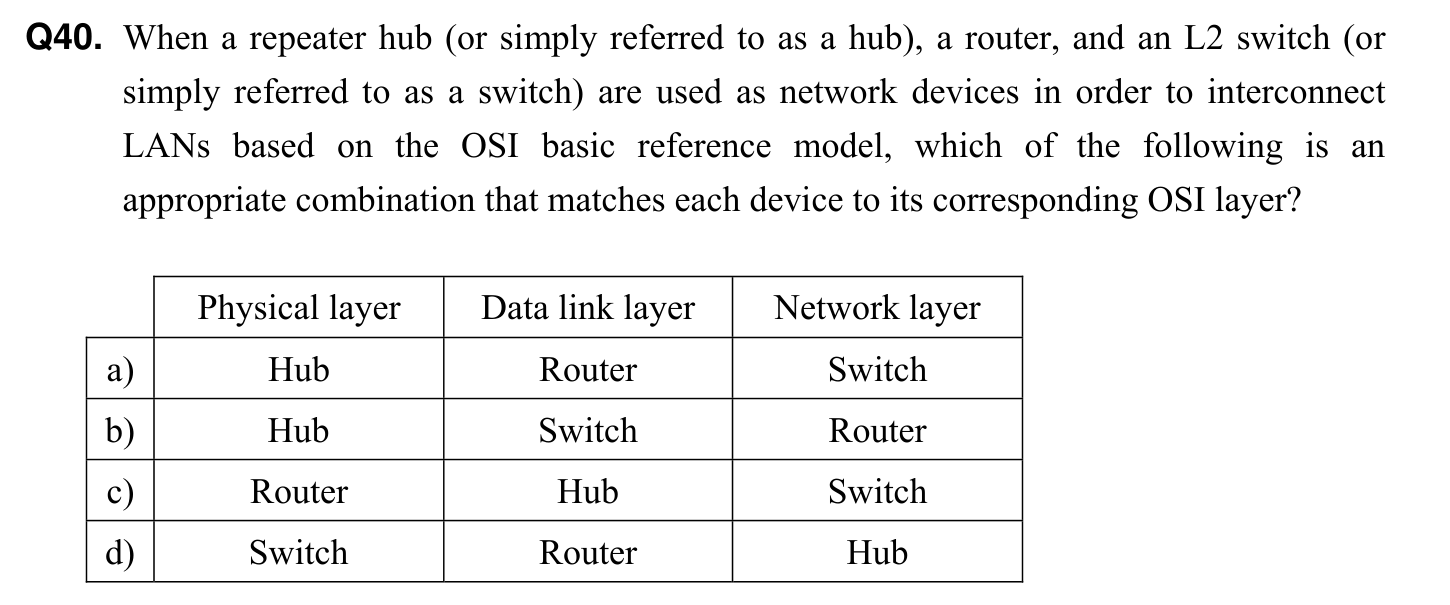 Q40. When a repeater hub (or simply referred to as a hub), a router, and an L2 switch (or
simply referred to as a switch) are used as network devices in order to interconnect
LANs based on the OSI basic reference model, which of the following is an
appropriate combination that matches each device to its corresponding OSI layer?
Physical layer Data link layer Network layer
a) Hub Router Switch
b) Hub Switch Router
c) Router Hub Switch
d) Switch Router Hub